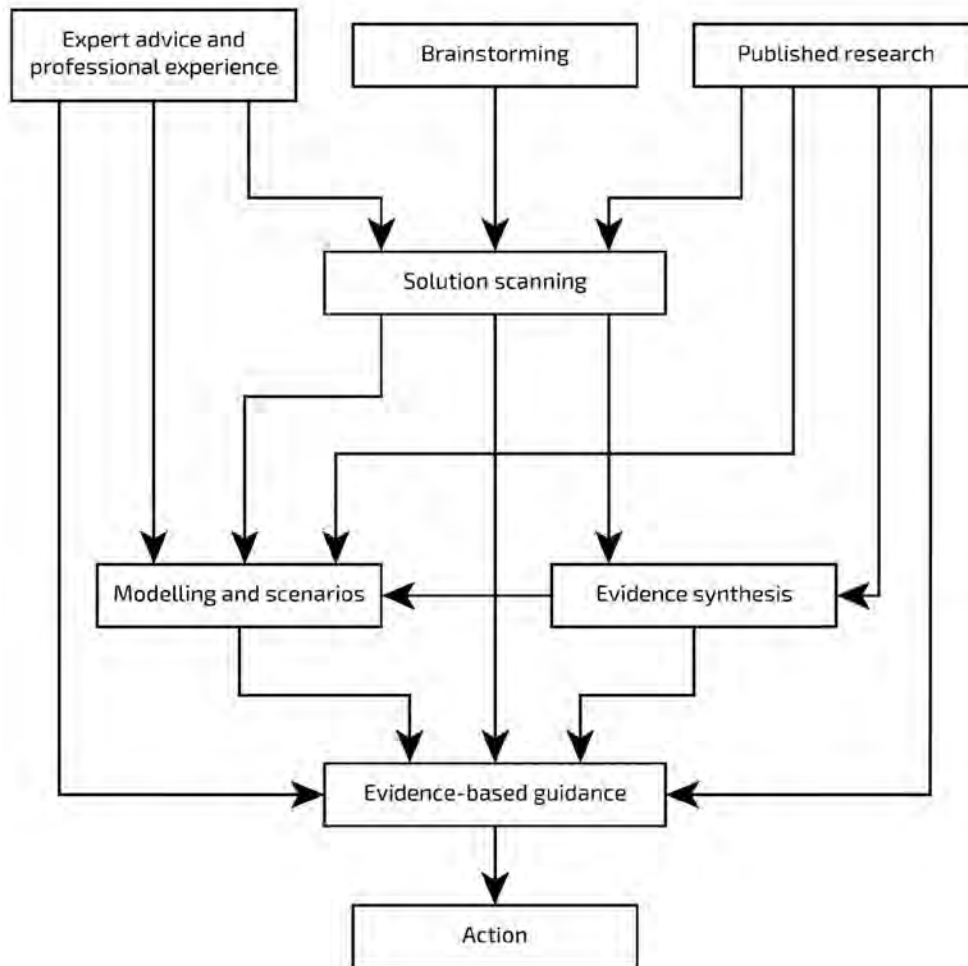 Expert advice and
professional experience
Brainstorming
Published research
Solution scanning
Modelling and scenarios
Evidence synthesis
Evidence-based guidance
Action